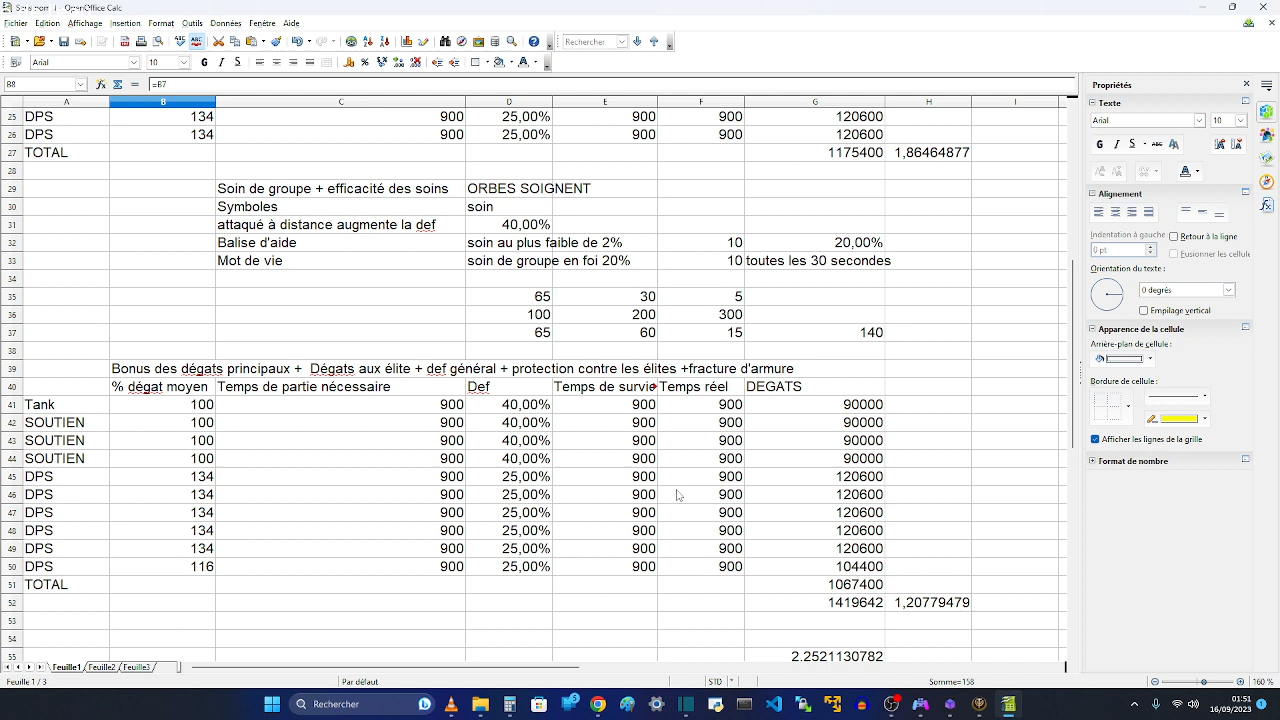 Sans nom 1 - OpenOffice Calc
Fichier Edition Affichage Insertion Format Outils Données Fenêtre Aide
Rechercher
Arial 10 G I S
B8 =B7
A B C D E F G H I
25 DPS 134 900 25,00% 900 900 120600
26 DPS 134 900 25,00% 900 900 120600
27 TOTAL 1175400 1,86464877
28
29 Soin de groupe + efficacité des soins ORBES SOIGNENT
30 Symboles soin
31 attaqué à distance augmente la def 40,00%
32 Balise d'aide soin au plus faible de 2% 10 20,00%
33 Mot de vie soin de groupe en foi 20% 10 toutes les 30 secondes
34
35 65 30 5
36 100 200 300
37 65 60 15 140
38
39 Bonus des dégats principaux + Dégats aux élite + def général + protection contre les élites +fracture d'armure
40 % dégat moyen Temps de partie nécessaire Def Temps de survie Temps réel DEGATS
41 Tank 100 900 40,00% 900 900 90000
42 SOUTIEN 100 900 40,00% 900 900 90000
43 SOUTIEN 100 900 40,00% 900 900 90000
44 SOUTIEN 100 900 40,00% 900 900 90000
45 DPS 134 900 25,00% 900 900 120600
46 DPS 134 900 25,00% 900 900 120600
47 DPS 134 900 25,00% 900 900 120600
48 DPS 134 900 25,00% 900 900 120600
49 DPS 134 900 25,00% 900 900 120600
50 DPS 116 900 25,00% 900 900 104400
51 TOTAL 1067400
52 1419642 1,20779479
53
54
55 2,2521130782
Feuille1 Feuille2 Feuille3
Feuille 1 / 3 Par défaut STD * Somme=158 160 %
Propriétés
Texte
Arial 10
G I S ABC
Alignement
Indentation à gauche Retour à la ligne
0 pt Fusionner les cellule
Orientation du texte :
0 degrés
Empilage vertical
Apparence de la cellule
Arrière-plan de cellule :
Bordure de cellule :
Afficher les lignes de la grille
Format de nombre
Rechercher
01:51
16/09/2023